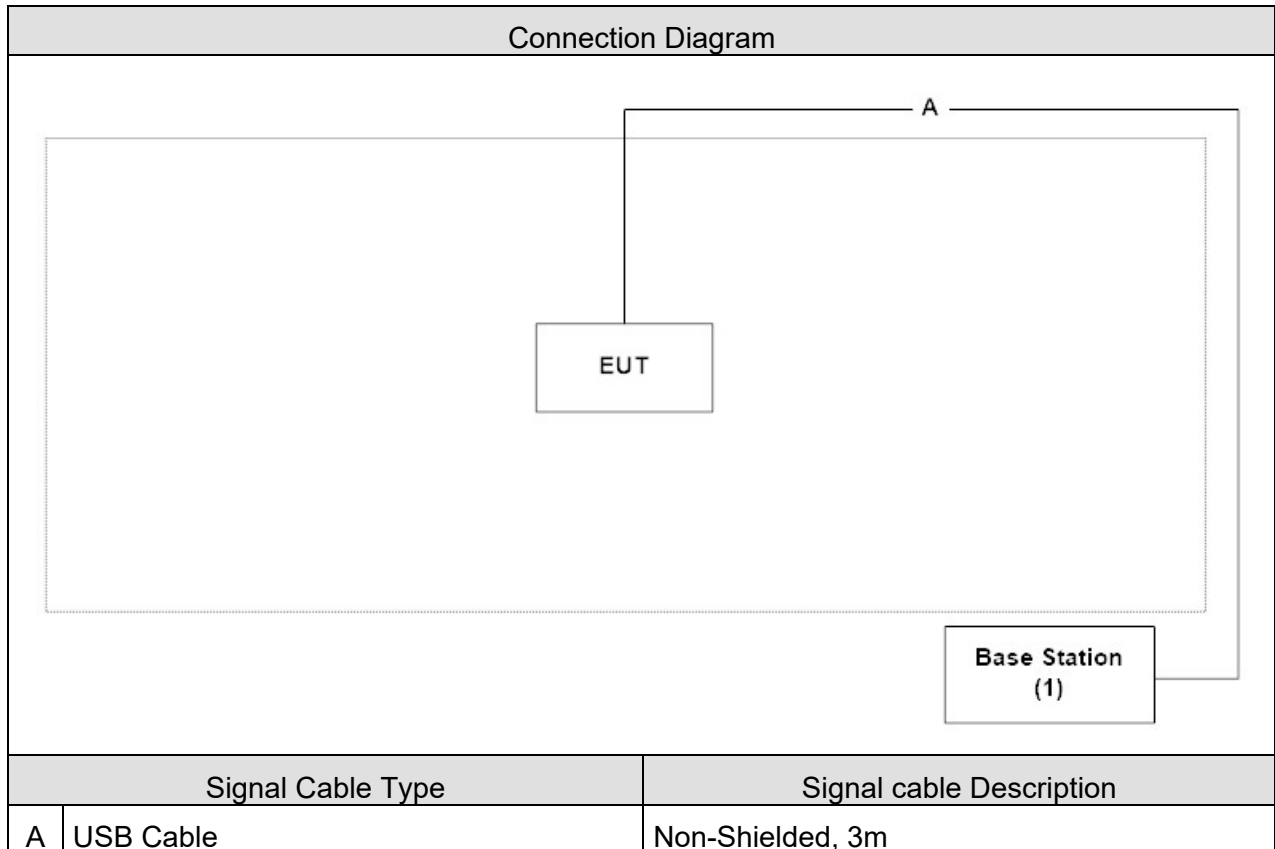 Connection Diagram
A
EUT
Base Station
(1)
Signal Cable Type Signal cable Description
A USB Cable Non-Shielded, 3m